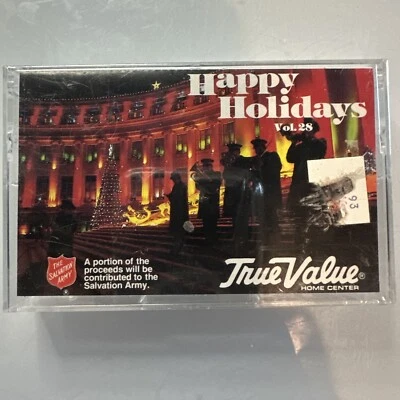 Happy
Holidays
Vol. 28
93
THE
SALVATION
ARMY
A portion of the
proceeds will be
contributed to the
Salvation Army.
True Value®
HOME CENTER